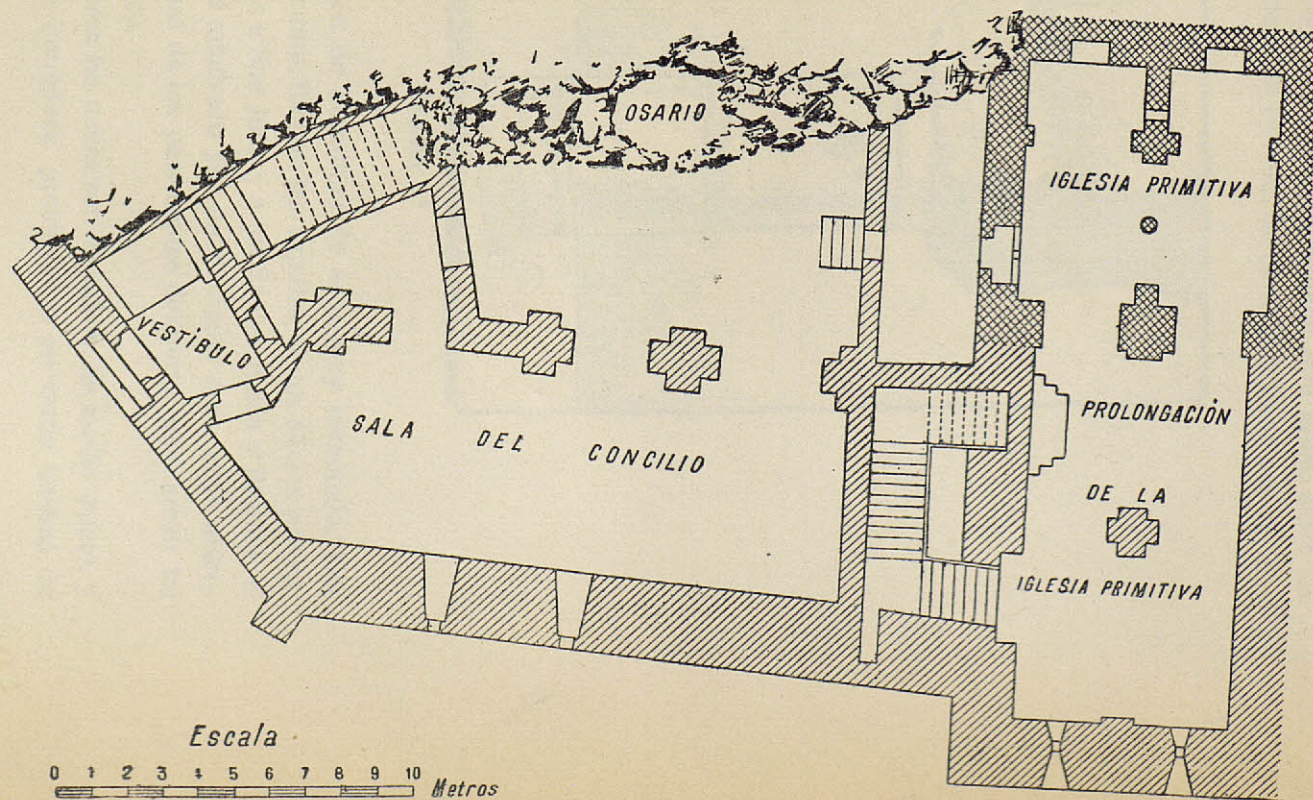 OSARIO
IGLESIA PRIMITIVA
VESTÍBULO
SALA DEL CONCILIO
PROLONGACIÓN
DE LA
IGLESIA PRIMITIVA
Escala
0 1 2 3 4 5 6 7 8 9 10
Metros